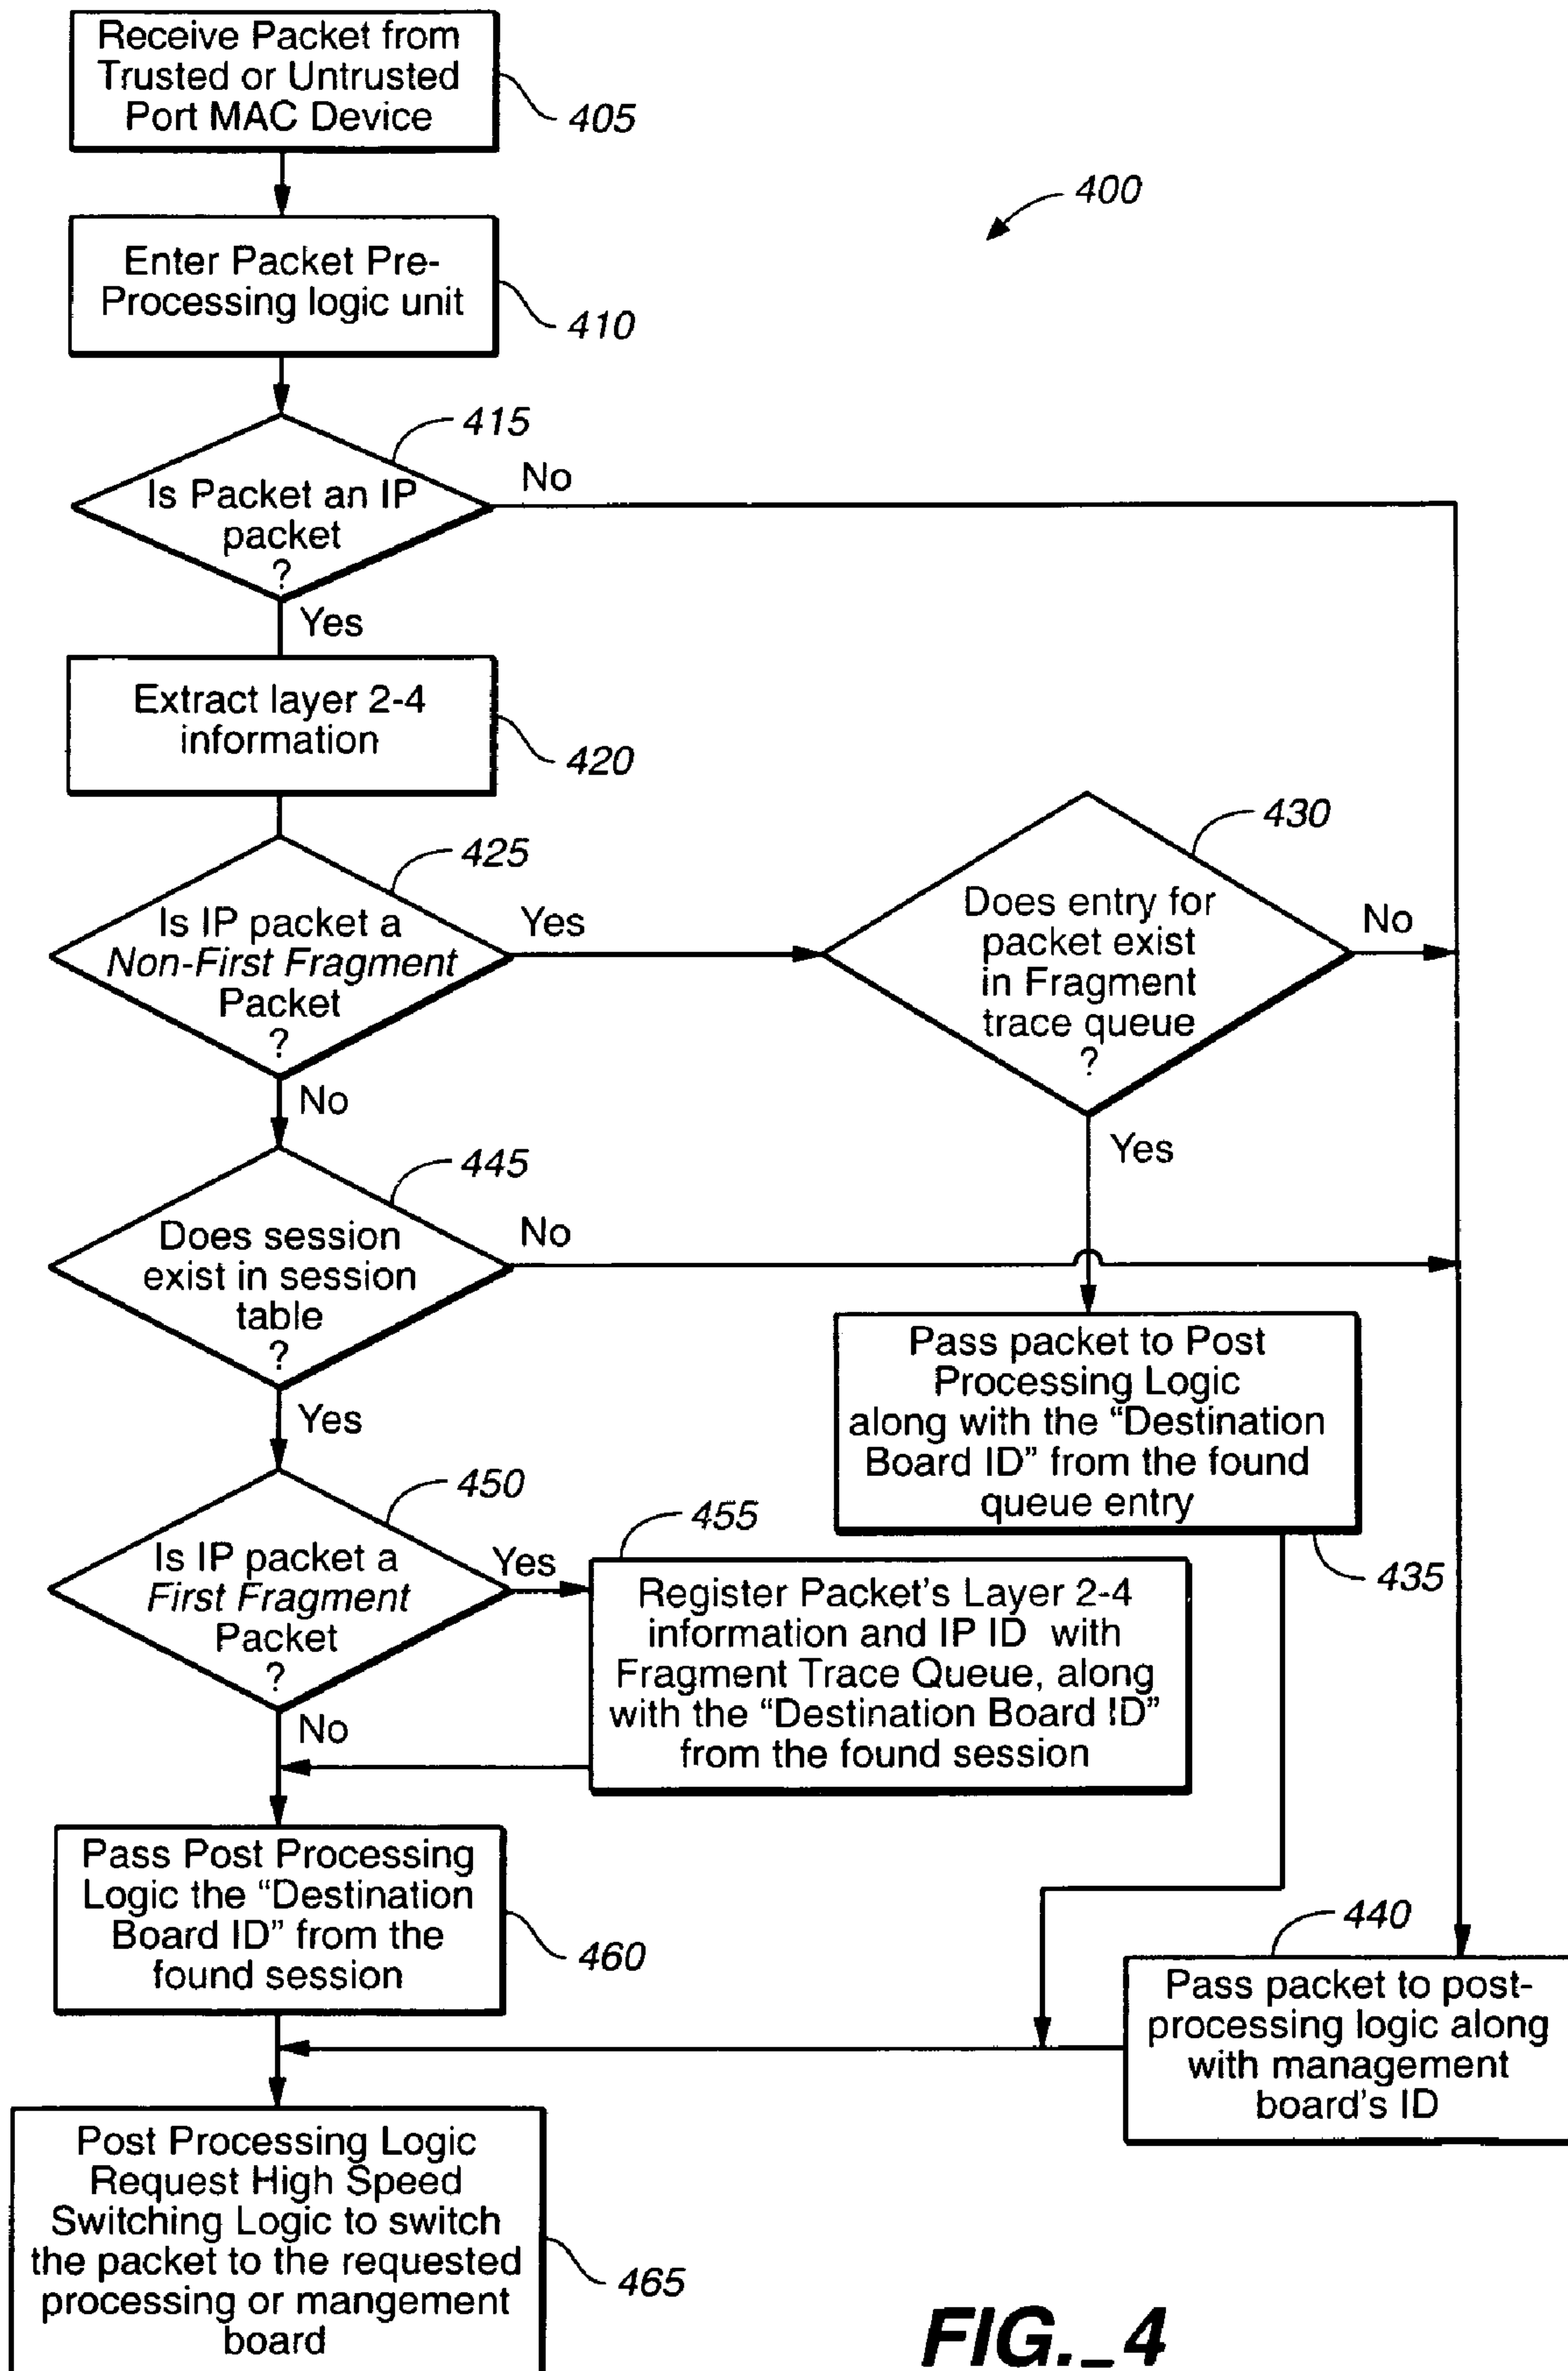 Receive Packet from
Trusted or Untrusted
Port MAC Device
405
400
Enter Packet Pre-
Processing logic unit
410
415
Is Packet an IP
packet
?
No
Yes
Extract layer 2-4
information
420
425
Is IP packet a
Non-First Fragment
Packet
?
Yes
No
430
Does entry for
packet exist
in Fragment
trace queue
?
No
Yes
445
Does session
exist in session
table
?
No
Yes
Pass packet to Post
Processing Logic
along with the “Destination
Board ID” from the found
queue entry
435
450
Is IP packet a
First Fragment
Packet
?
Yes
No
455
Register Packet's Layer 2-4
information and IP ID with
Fragment Trace Queue, along
with the “Destination Board ID”
from the found session
Pass Post Processing
Logic the “Destination
Board ID” from the
found session
460
440
Pass packet to post-
processing logic along
with management
board's ID
Post Processing Logic
Request High Speed
Switching Logic to switch
the packet to the requested
processing or mangement
board
465
FIG._4